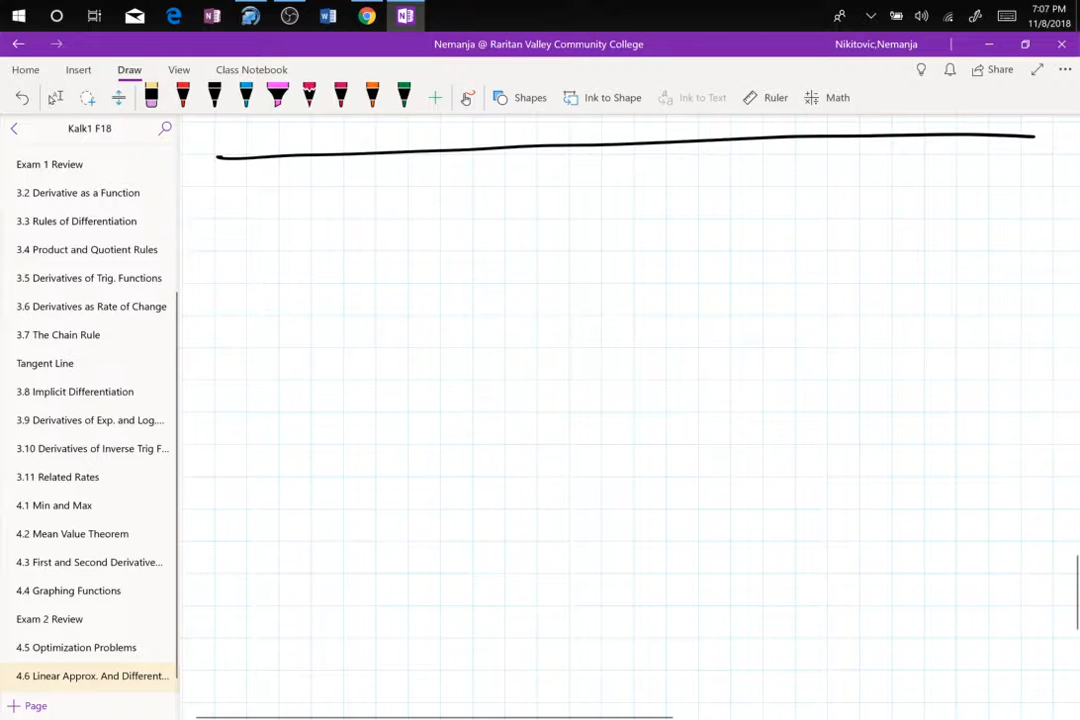 7:07 PM
11/8/2018
Nemanja @ Raritan Valley Community College
Nikitovic,Nemanja
Home Insert Draw View Class Notebook
Share
Shapes Ink to Shape Ink to Text Ruler Math
Kalk1 F18
Exam 1 Review
3.2 Derivative as a Function
3.3 Rules of Differentiation
3.4 Product and Quotient Rules
3.5 Derivatives of Trig. Functions
3.6 Derivatives as Rate of Change
3.7 The Chain Rule
Tangent Line
3.8 Implicit Differentiation
3.9 Derivatives of Exp. and Log....
3.10 Derivatives of Inverse Trig F...
3.11 Related Rates
4.1 Min and Max
4.2 Mean Value Theorem
4.3 First and Second Derivative...
4.4 Graphing Functions
Exam 2 Review
4.5 Optimization Problems
4.6 Linear Approx. And Different...
+ Page